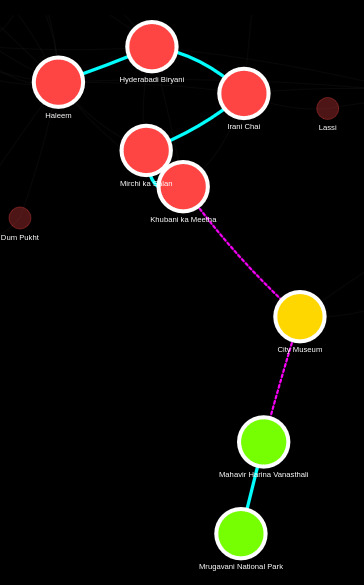 Hyderabadi Biryani
Haleem
Irani Chai
Lassi
Mirchi ka Salan
Khubani ka Meetha
Dum Pukht
City Museum
Mahavir Harina Vanasthali
Mrugavani National Park